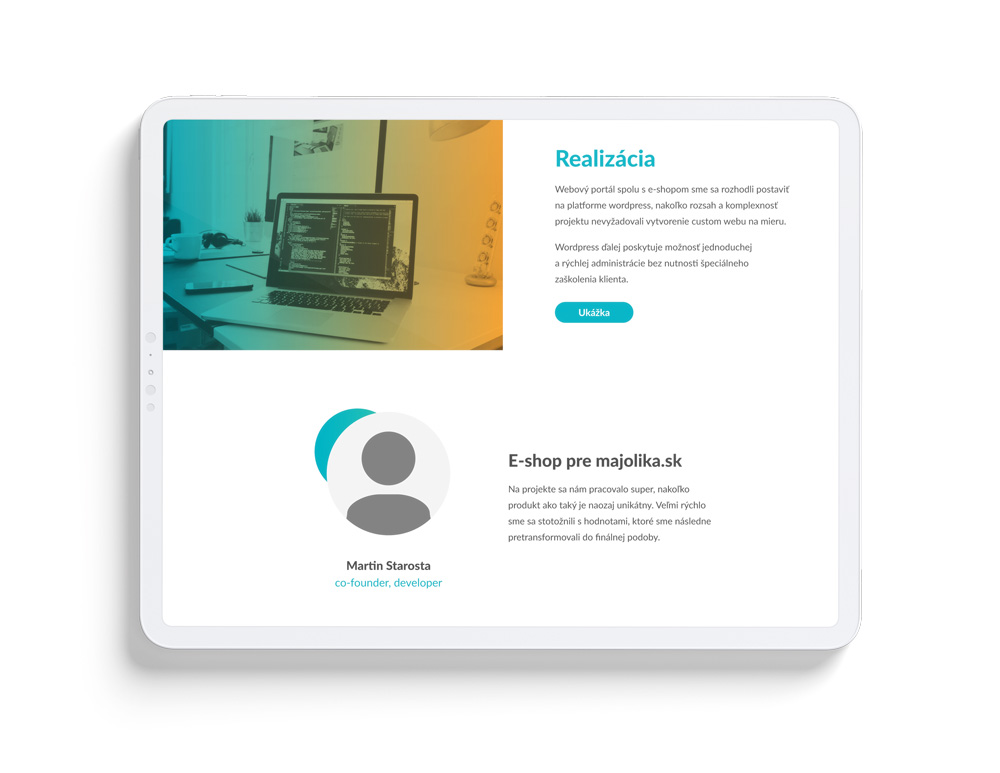 Realizácia
Webový portál spolu s e-shopom sme sa rozhodli postaviť
na platforme wordpress, nakoľko rozsah a komplexnosť
projektu nevyžadovali vytvorenie custom webu na mieru.
Wordpress ďalej poskytuje možnosť jednoduchej
a rýchlej administrácie bez nutnosti špeciálneho
zaškolenia klienta.
Ukážka
E-shop pre majolika.sk
Na projekte sa nám pracovalo super, nakoľko
produkt ako taký je naozaj unikátny. Veľmi rýchlo
sme sa stotožnili s hodnotami, ktoré sme následne
pretransformovali do finálnej podoby.
Martin Starosta
co-founder, developer